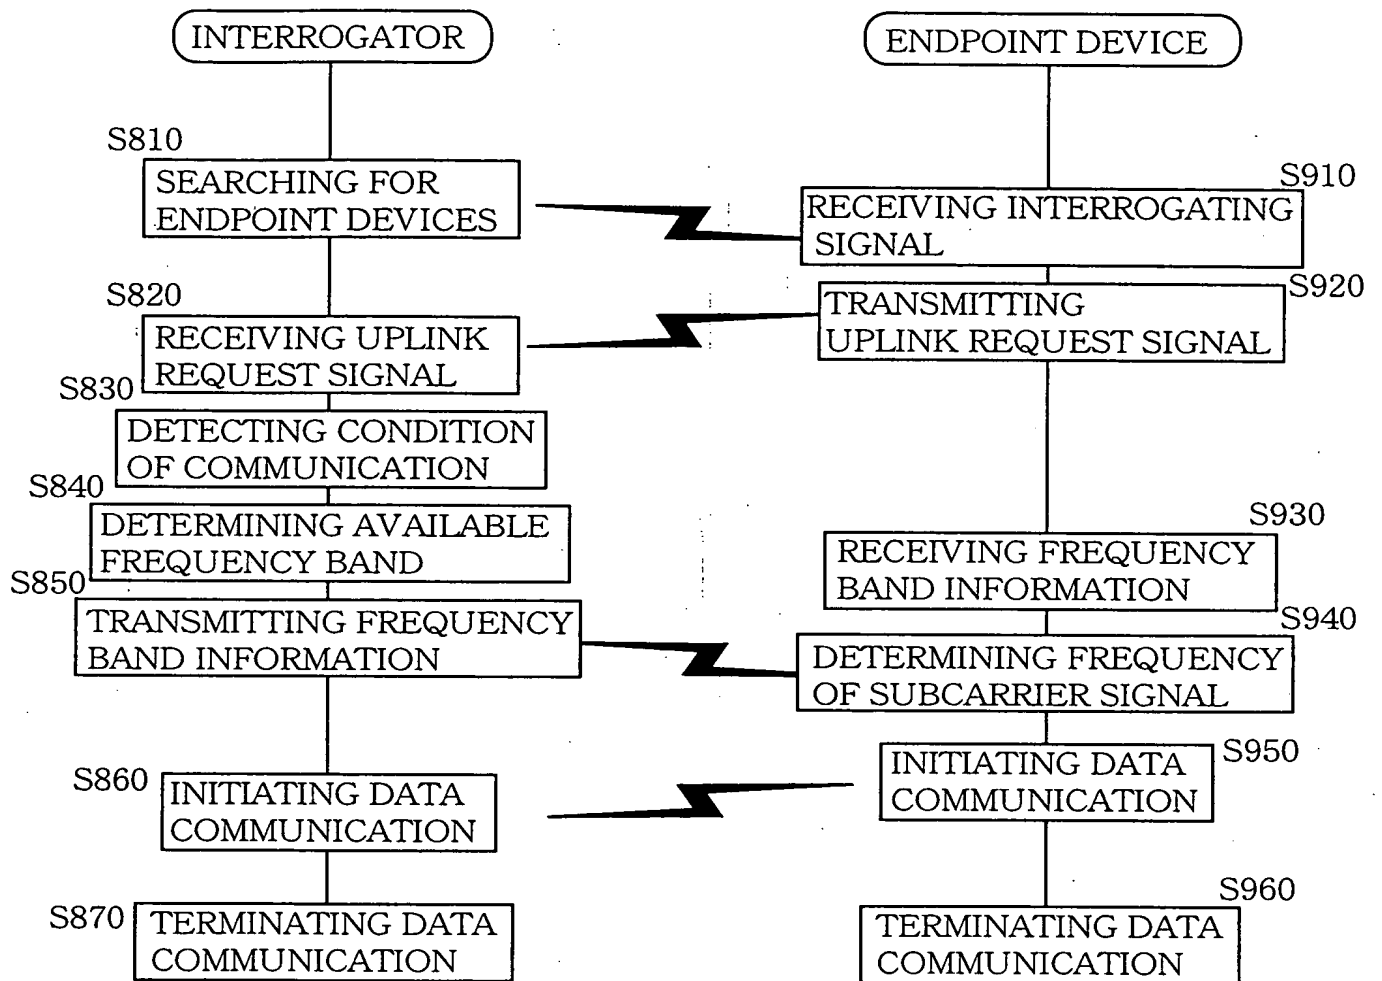 INTERROGATOR
ENDPOINT DEVICE
S810
SEARCHING FOR
ENDPOINT DEVICES
S910
RECEIVING INTERROGATING
SIGNAL
S820
RECEIVING UPLINK
REQUEST SIGNAL
S920
TRANSMITTING
UPLINK REQUEST SIGNAL
S830
DETECTING CONDITION
OF COMMUNICATION
S840
DETERMINING AVAILABLE
FREQUENCY BAND
S930
RECEIVING FREQUENCY
BAND INFORMATION
S850
TRANSMITTING FREQUENCY
BAND INFORMATION
S940
DETERMINING FREQUENCY
OF SUBCARRIER SIGNAL
S860
INITIATING DATA
COMMUNICATION
S950
INITIATING DATA
COMMUNICATION
S870
TERMINATING DATA
COMMUNICATION
S960
TERMINATING DATA
COMMUNICATION